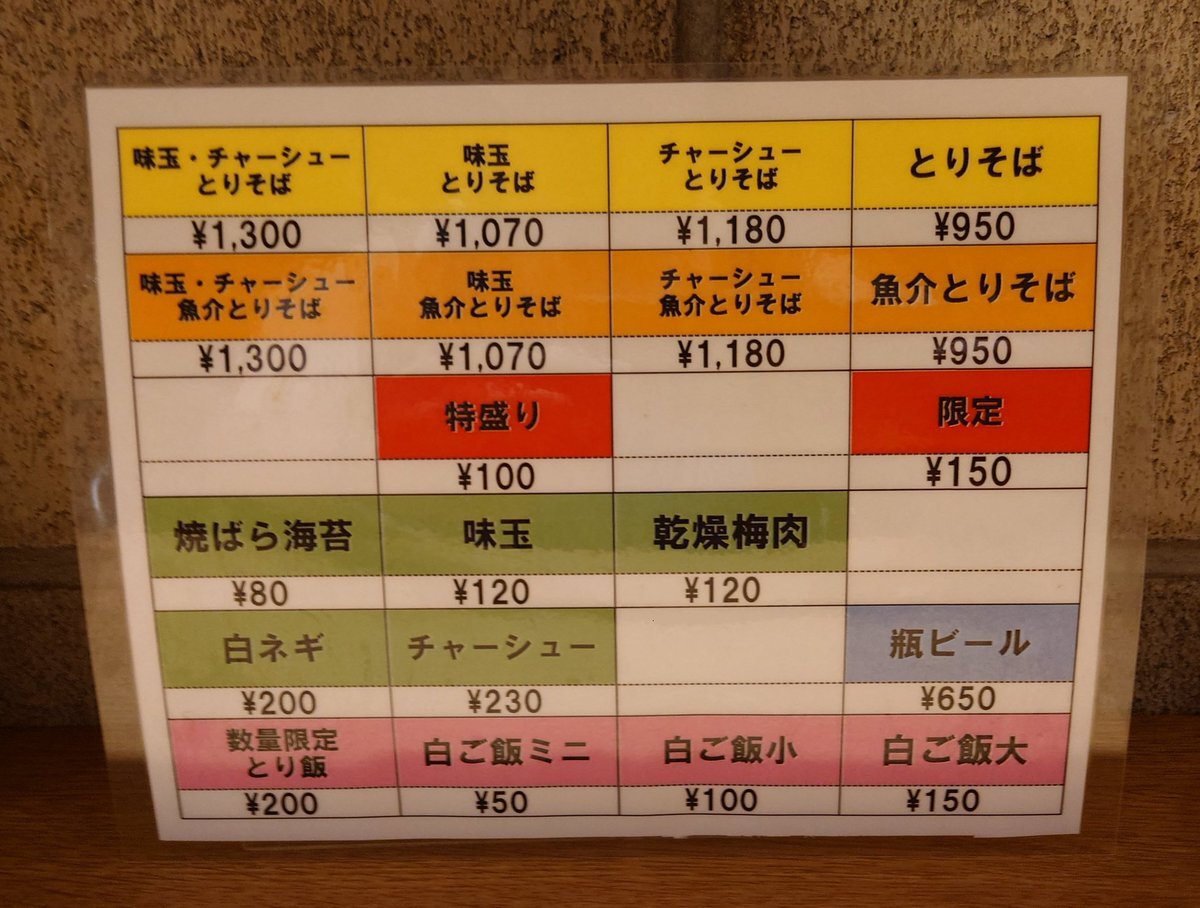 味玉・チャーシュー
とりそば
¥1,300
味玉
とりそば
¥1,070
チャーシュー
とりそば
¥1,180
とりそば
¥950
味玉・チャーシュー
魚介とりそば
¥1,300
味玉
魚介とりそば
¥1,070
チャーシュー
魚介とりそば
¥1,180
魚介とりそば
¥950
特盛り
¥100
限定
¥150
焼ばら海苔
¥80
味玉
¥120
乾燥梅肉
¥120
白ネギ
¥200
チャーシュー
¥230
瓶ビール
¥650
数量限定
とり飯
¥200
白ご飯ミニ
¥50
白ご飯小
¥100
白ご飯大
¥150